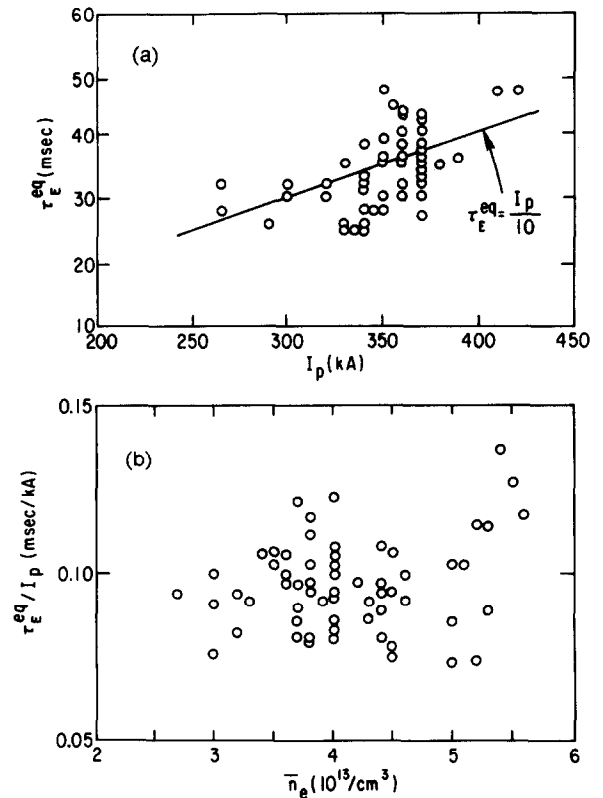 (a)
50
40
30
20
10
τ_E^eq (msec)
τ_E^eq = I_p/10
200 250 300 350 400 450
I_p (kA)
0.15
(b)
0.10
0.05
τ_E^eq / I_p (msec/kA)
2 3 4 5 6
n̄_e (10^13/cm^3)